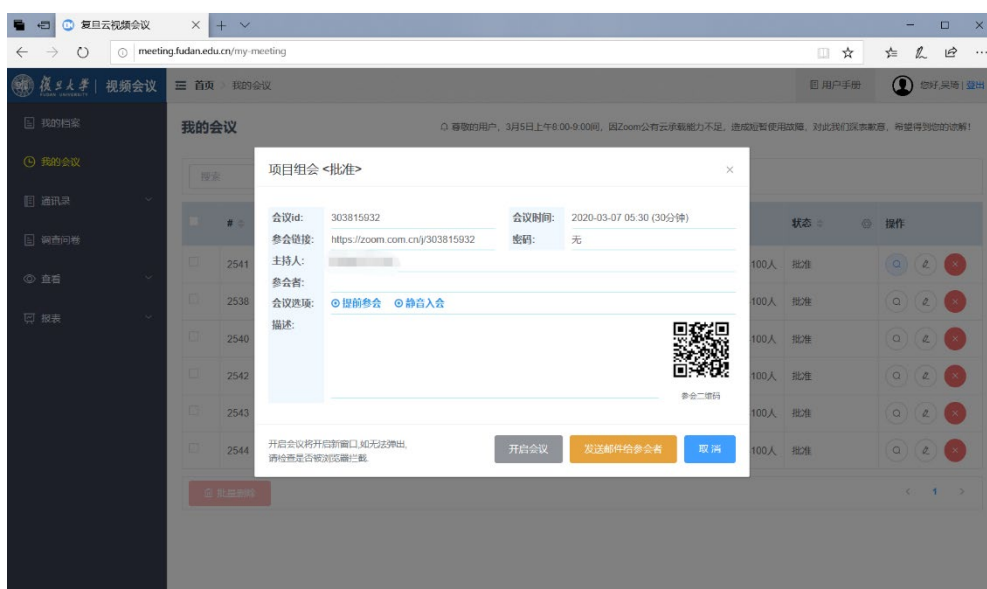 复旦云视频会议
meeting.fudan.edu.cn/my-meeting
復旦大學 | 视频会议
首页 我的会议
用户手册
您好,吴琦 | 登出
我的档案
我的会议
通讯录
调查问卷
查看
报表
我的会议
尊敬的用户，3月5日上午8:00-9:00间，因Zoom公有云承载能力不足，造成短暂使用故障，对此我们深表歉意，希望得到您的谅解！
搜索
# 状态 操作
2541 100人 批准
2538 100人 批准
2540 100人 批准
2542 100人 批准
2543 100人 批准
2544 100人 批准
批量删除
< 1 >
项目组会 <批准>
会议id: 303815932 会议时间: 2020-03-07 05:30 (30分钟)
参会链接: https://zoom.com.cn/j/303815932 密码: 无
主持人:
参会者:
会议选项: 提前参会 静音入会
描述:
参会二维码
开启会议将开启新窗口,如无法弹出,
请检查是否被浏览器拦截.
开启会议 发送邮件给参会者 取消